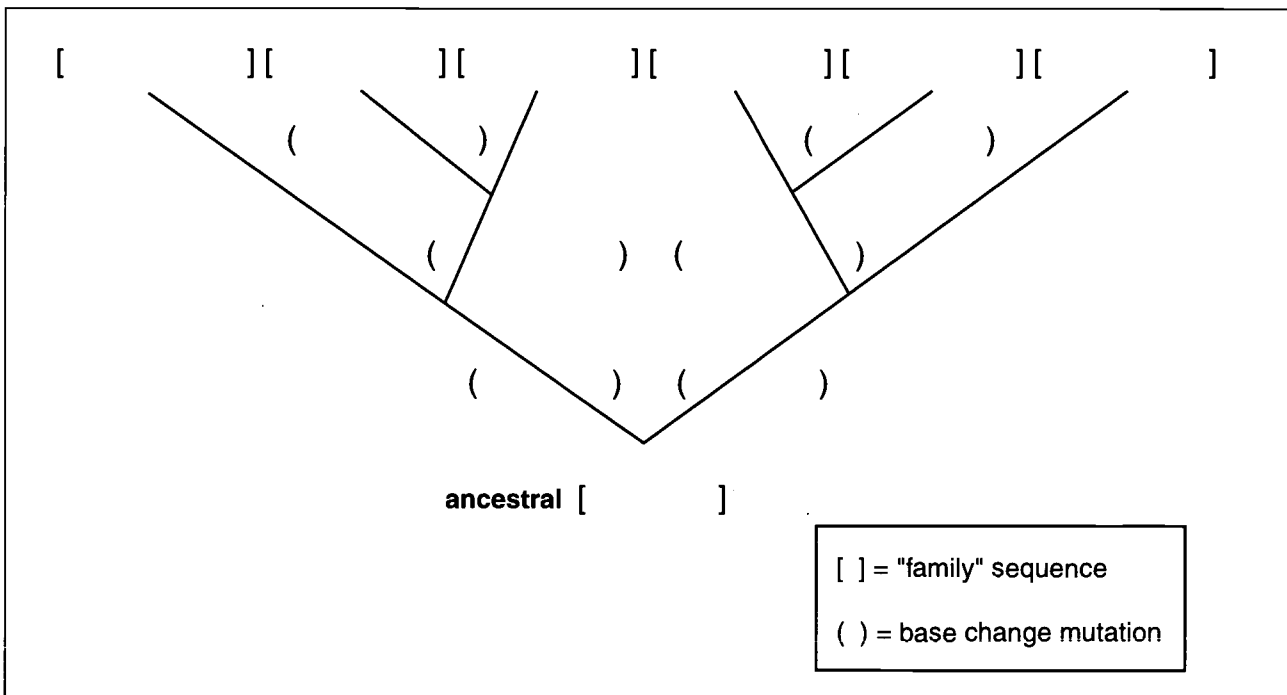 [ ][ ][ ][ ][ ][ ]
( ) ( )
( ) ( )
( ) ( )
ancestral [ ]
[ ] = "family" sequence
( ) = base change mutation